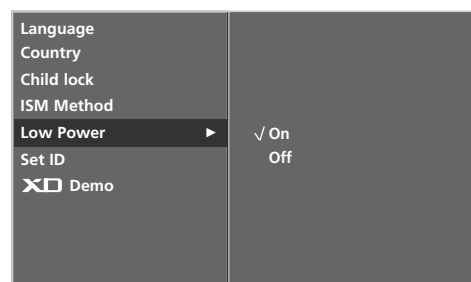 Language
Country
Child lock
ISM Method
Low Power ►
√ On
Off
Set ID
XD Demo